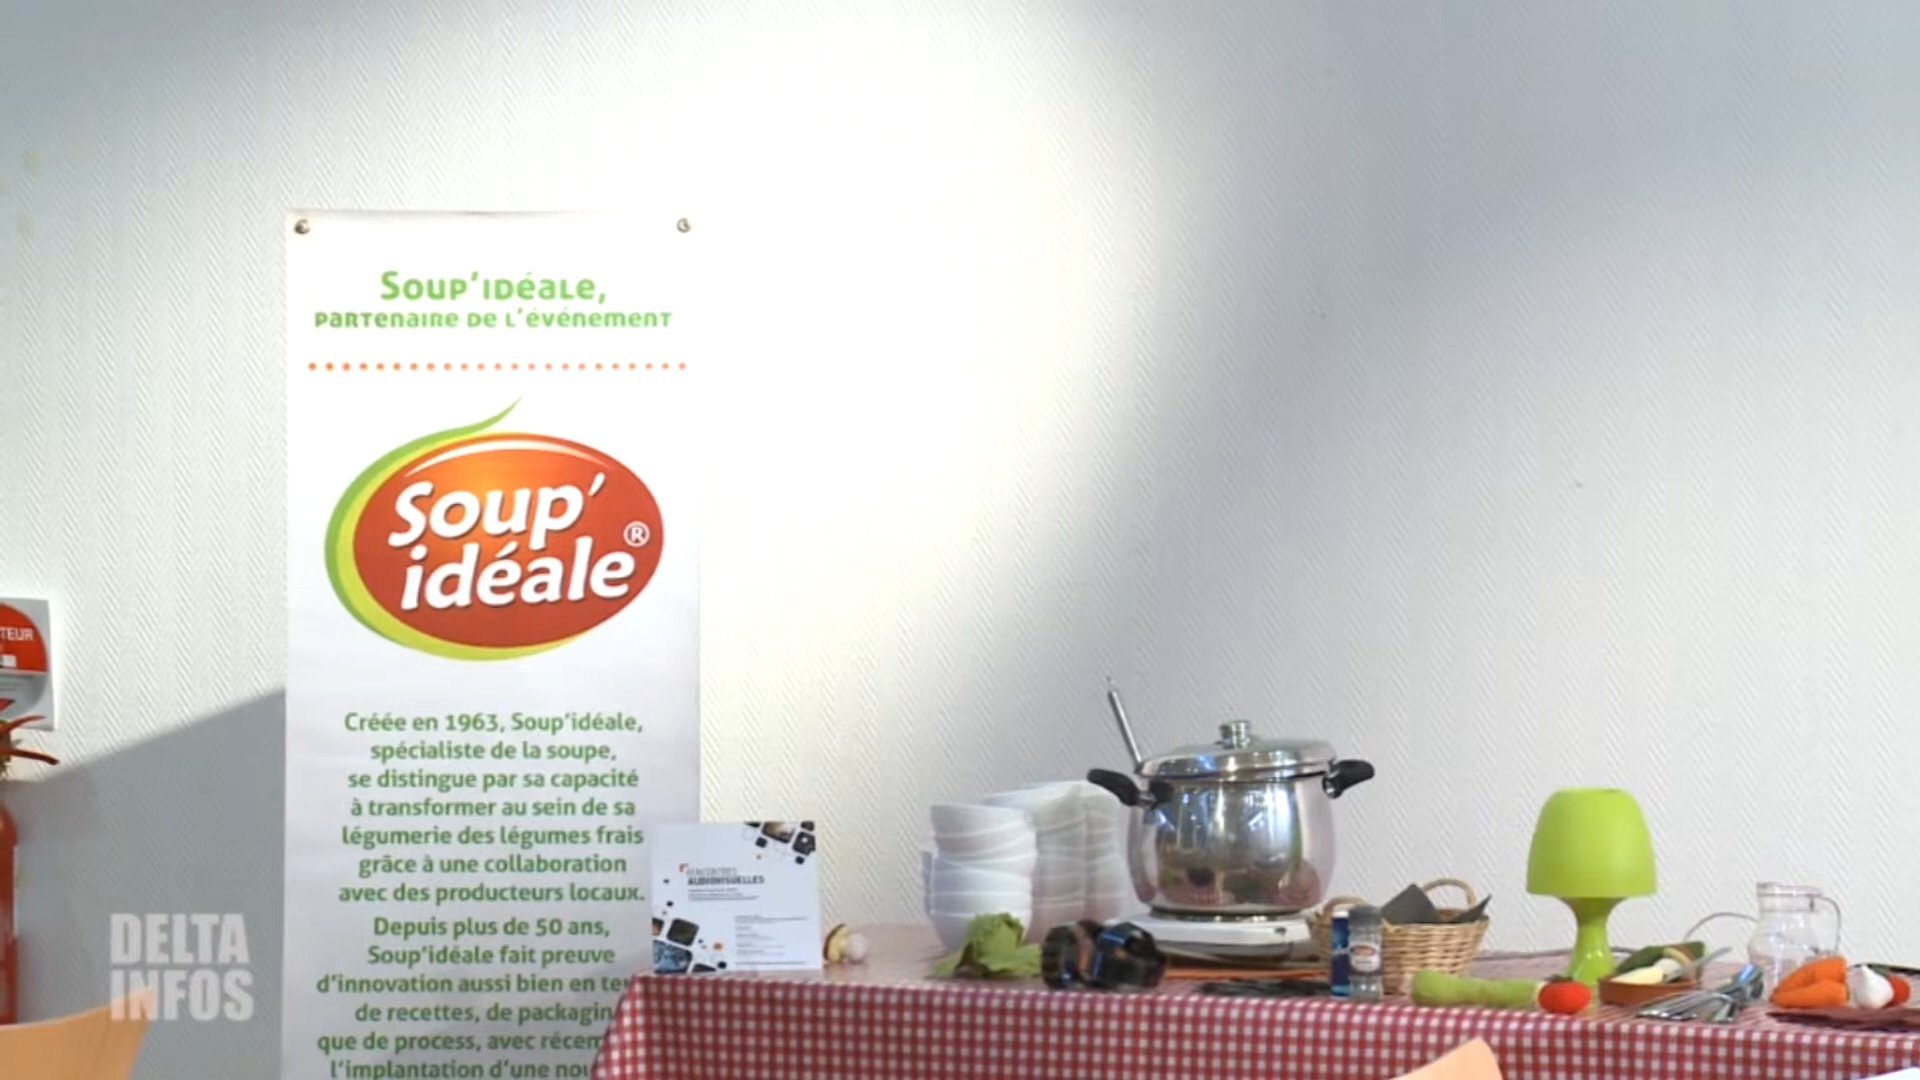 Soup'idéale,
partenaire de l'événement
Soup'
idéale®
Créée en 1963, Soup'idéale,
spécialiste de la soupe,
se distingue par sa capacité
à transformer au sein de sa
légumerie des légumes frais
grâce à une collaboration
avec des producteurs locaux.
Depuis plus de 50 ans,
Soup'idéale fait preuve
d'innovation aussi bien en
de recettes, de packagin
que de process, avec récem
l'implantation d'une nou
TEUR
RENCONTRES
AUDIOVISUELLES
DELTA
INFOS